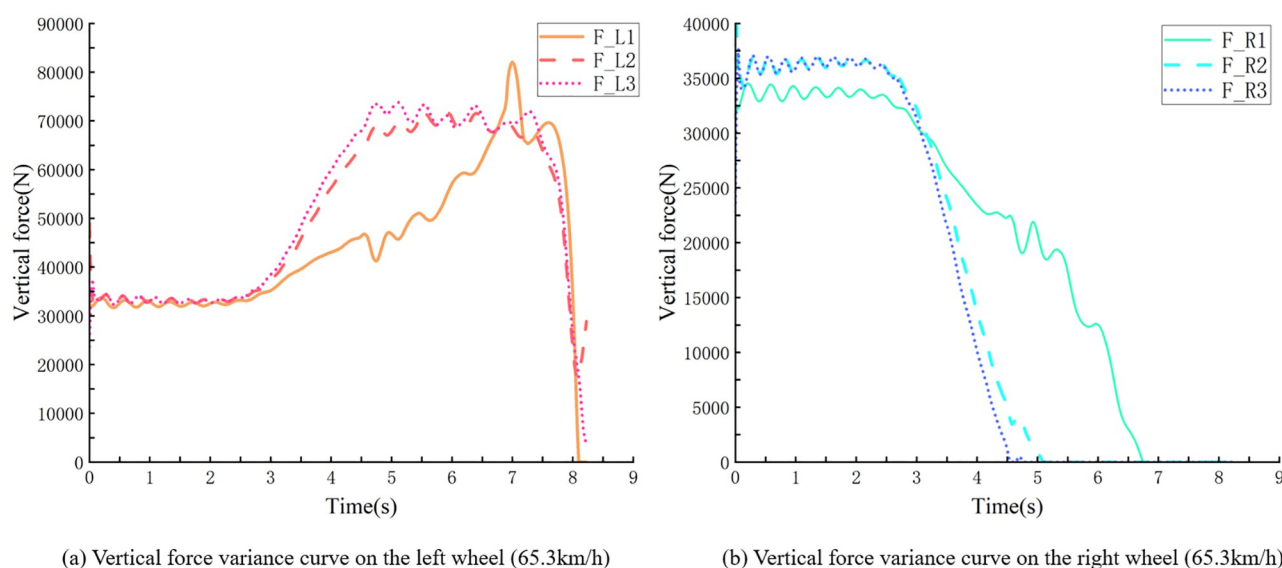 90000
80000
70000
60000
50000
40000
30000
20000
10000
0
Vertical force(N)
F_L1
F_L2
F_L3
0 1 2 3 4 5 6 7 8 9
Time(s)
(a) Vertical force variance curve on the left wheel (65.3km/h)
40000
35000
30000
25000
20000
15000
10000
5000
0
Vertical force(N)
F_R1
F_R2
F_R3
0 1 2 3 4 5 6 7 8 9
Time(s)
(b) Vertical force variance curve on the right wheel (65.3km/h)